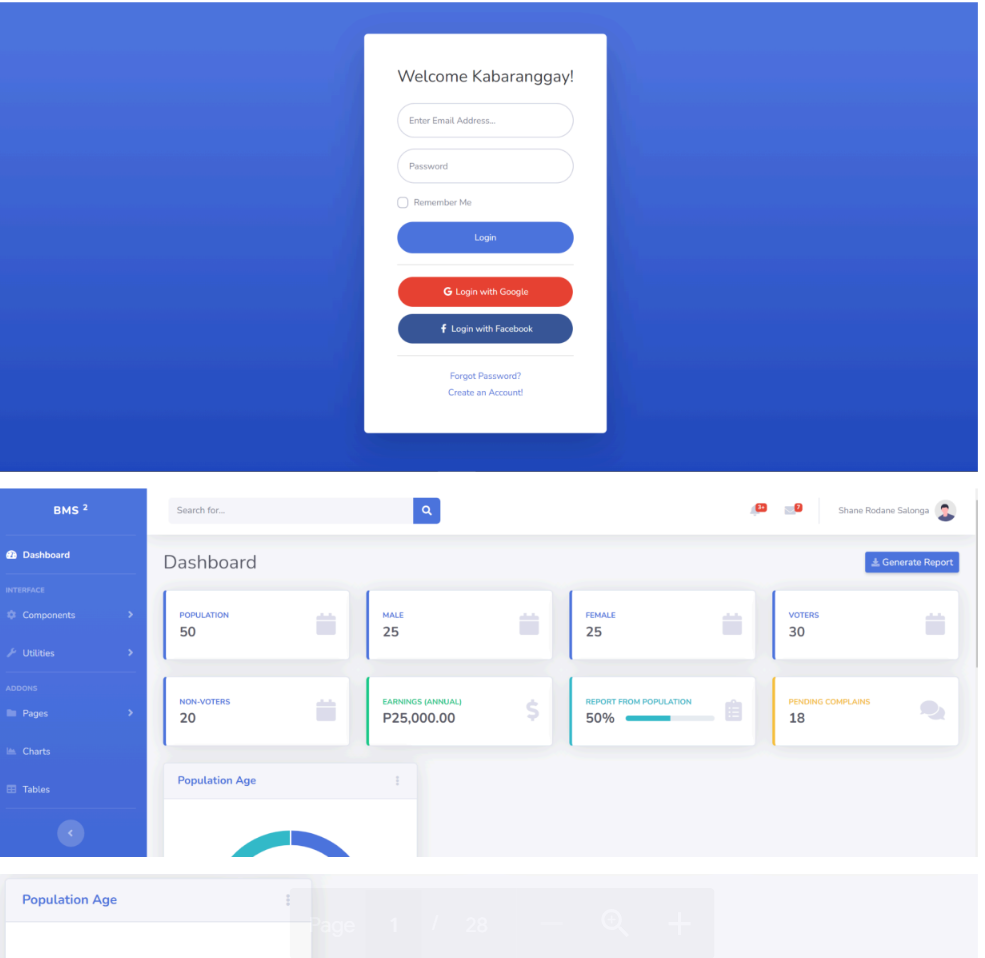 Welcome Kabaranggay!
Enter Email Address...
Password
Remember Me
Login
G Login with Google
f Login with Facebook
Forgot Password?
Create an Account!
BMS 2
Search for...
3+
7
Shane Rodane Salonga
Dashboard
INTERFACE
Components
Utilities
ADDONS
Pages
Charts
Tables
Dashboard
Generate Report
POPULATION
50
MALE
25
FEMALE
25
VOTERS
30
NON-VOTERS
20
EARNINGS (ANNUAL)
P25,000.00
REPORT FROM POPULATION
50%
PENDING COMPLAINS
18
Population Age
Population Age
Page 1 / 28